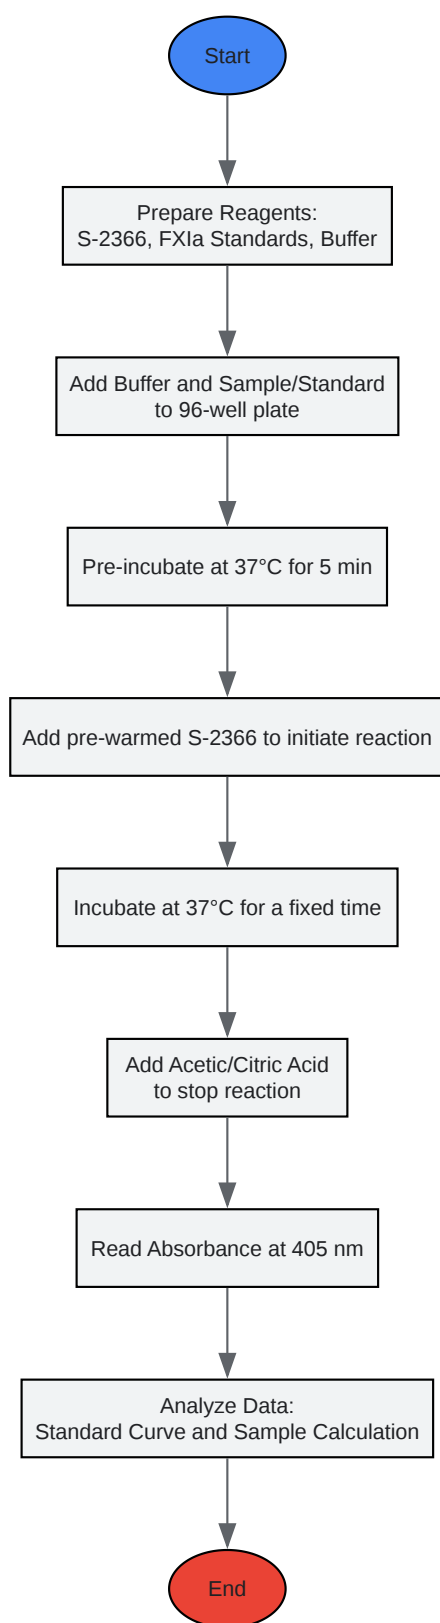 Start
Prepare Reagents:
S-2366, FXIa Standards, Buffer
Add Buffer and Sample/Standard
to 96-well plate
Pre-incubate at 37°C for 5 min
Add pre-warmed S-2366 to initiate reaction
Incubate at 37°C for a fixed time
Add Acetic/Citric Acid
to stop reaction
Read Absorbance at 405 nm
Analyze Data:
Standard Curve and Sample Calculation
End